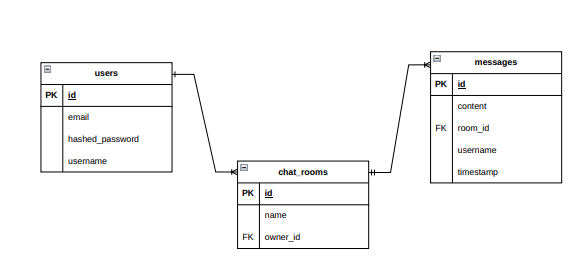 users
PK id
email
hashed_password
username
chat_rooms
PK id
name
FK owner_id
messages
PK id
content
FK room_id
username
timestamp